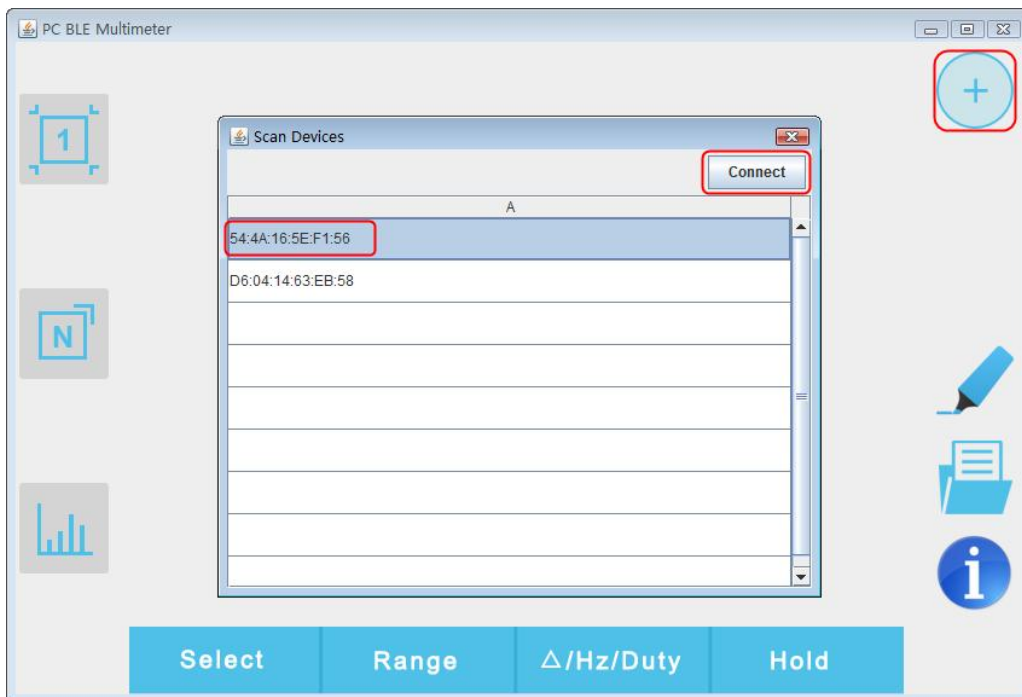 PC BLE Multimeter
+
1
Scan Devices
Connect
A
54:4A:16:5E:F1:56
D6:04:14:63:EB:58
N
i
Select
Range
△/Hz/Duty
Hold